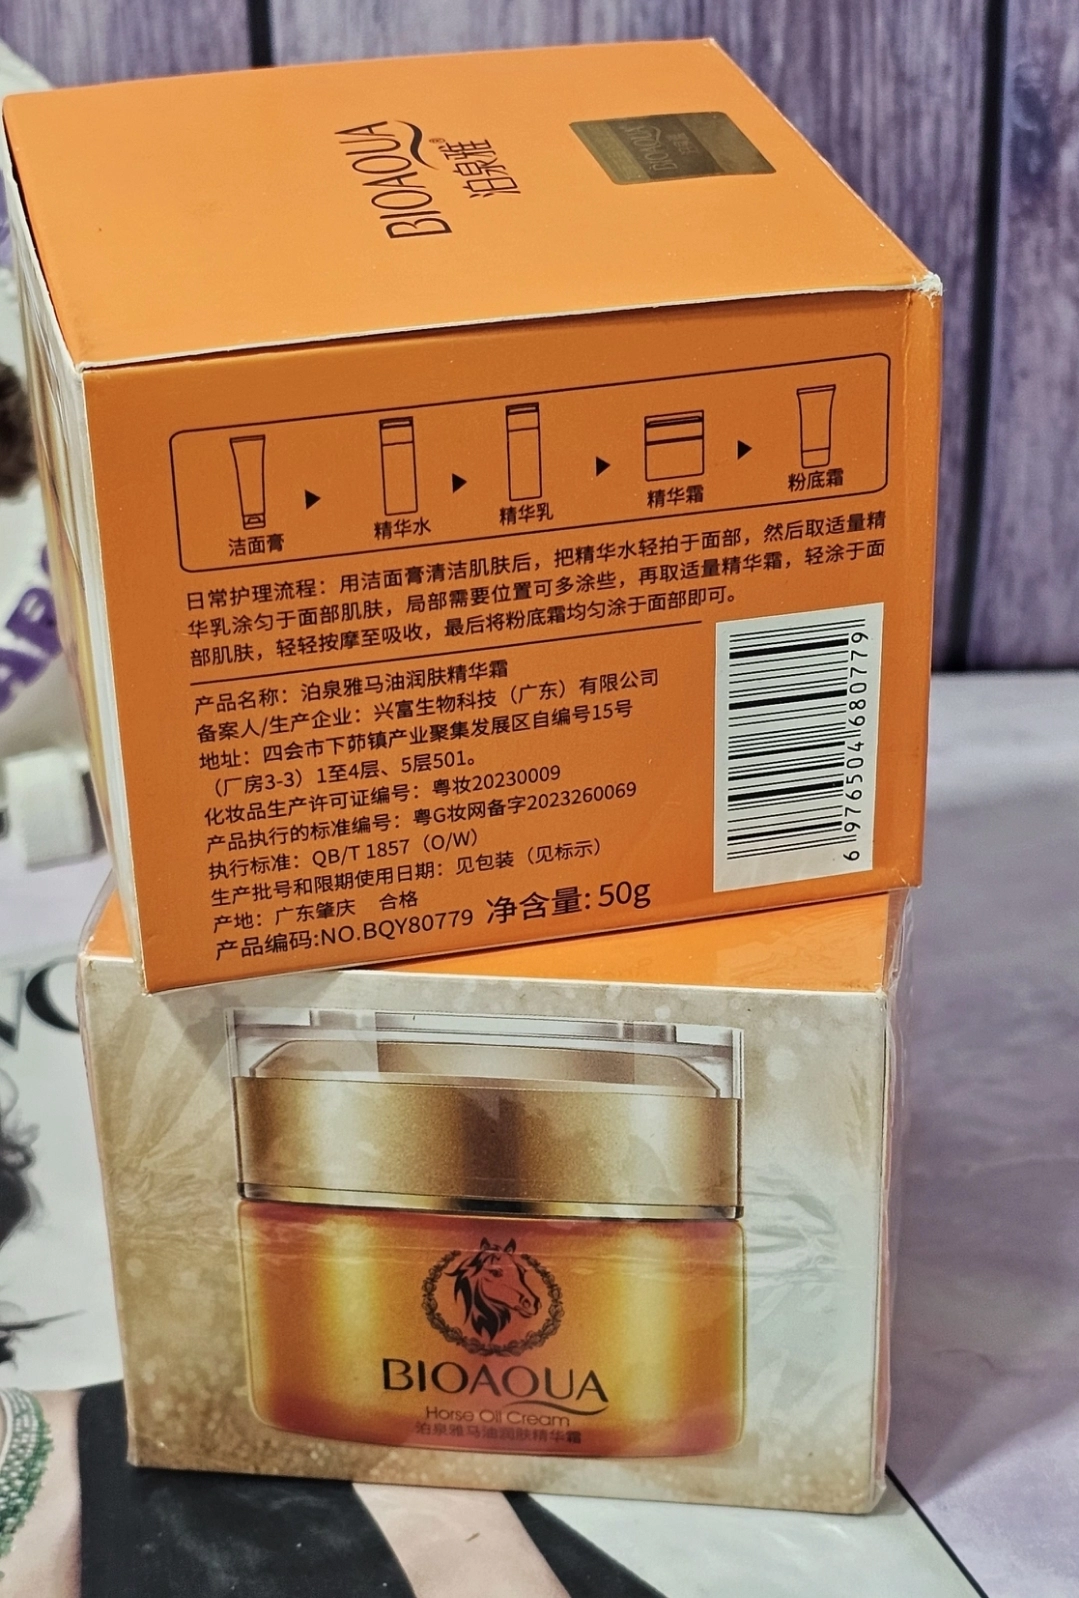 BIOAQUA
泊泉雅®
BIOAQUA
洁面膏
精华水
精华乳
精华霜
粉底霜
日常护理流程：用洁面膏清洁肌肤后，把精华水轻拍于面部，然后取适量精
华乳涂匀于面部肌肤，局部需要位置可多涂些，再取适量精华霜，轻涂于面
部肌肤，轻轻按摩至吸收，最后将粉底霜均匀涂于面部即可。
产品名称：泊泉雅马油润肤精华霜
备案人/生产企业：兴富生物科技（广东）有限公司
地址：四会市下茆镇产业聚集发展区自编号15号
（厂房3-3）1至4层、5层501。
化妆品生产许可证编号：粤妆20230009
产品执行的标准编号：粤G妆网备字2023260069
执行标准：QB/T 1857（O/W）
生产批号和限期使用日期：见包装（见标示）
产地：广东肇庆 合格
产品编码:NO.BQY80779 净含量: 50g
6 976504 680779
BIOAQUA
Horse Oil Cream
泊泉雅马油润肤精华霜